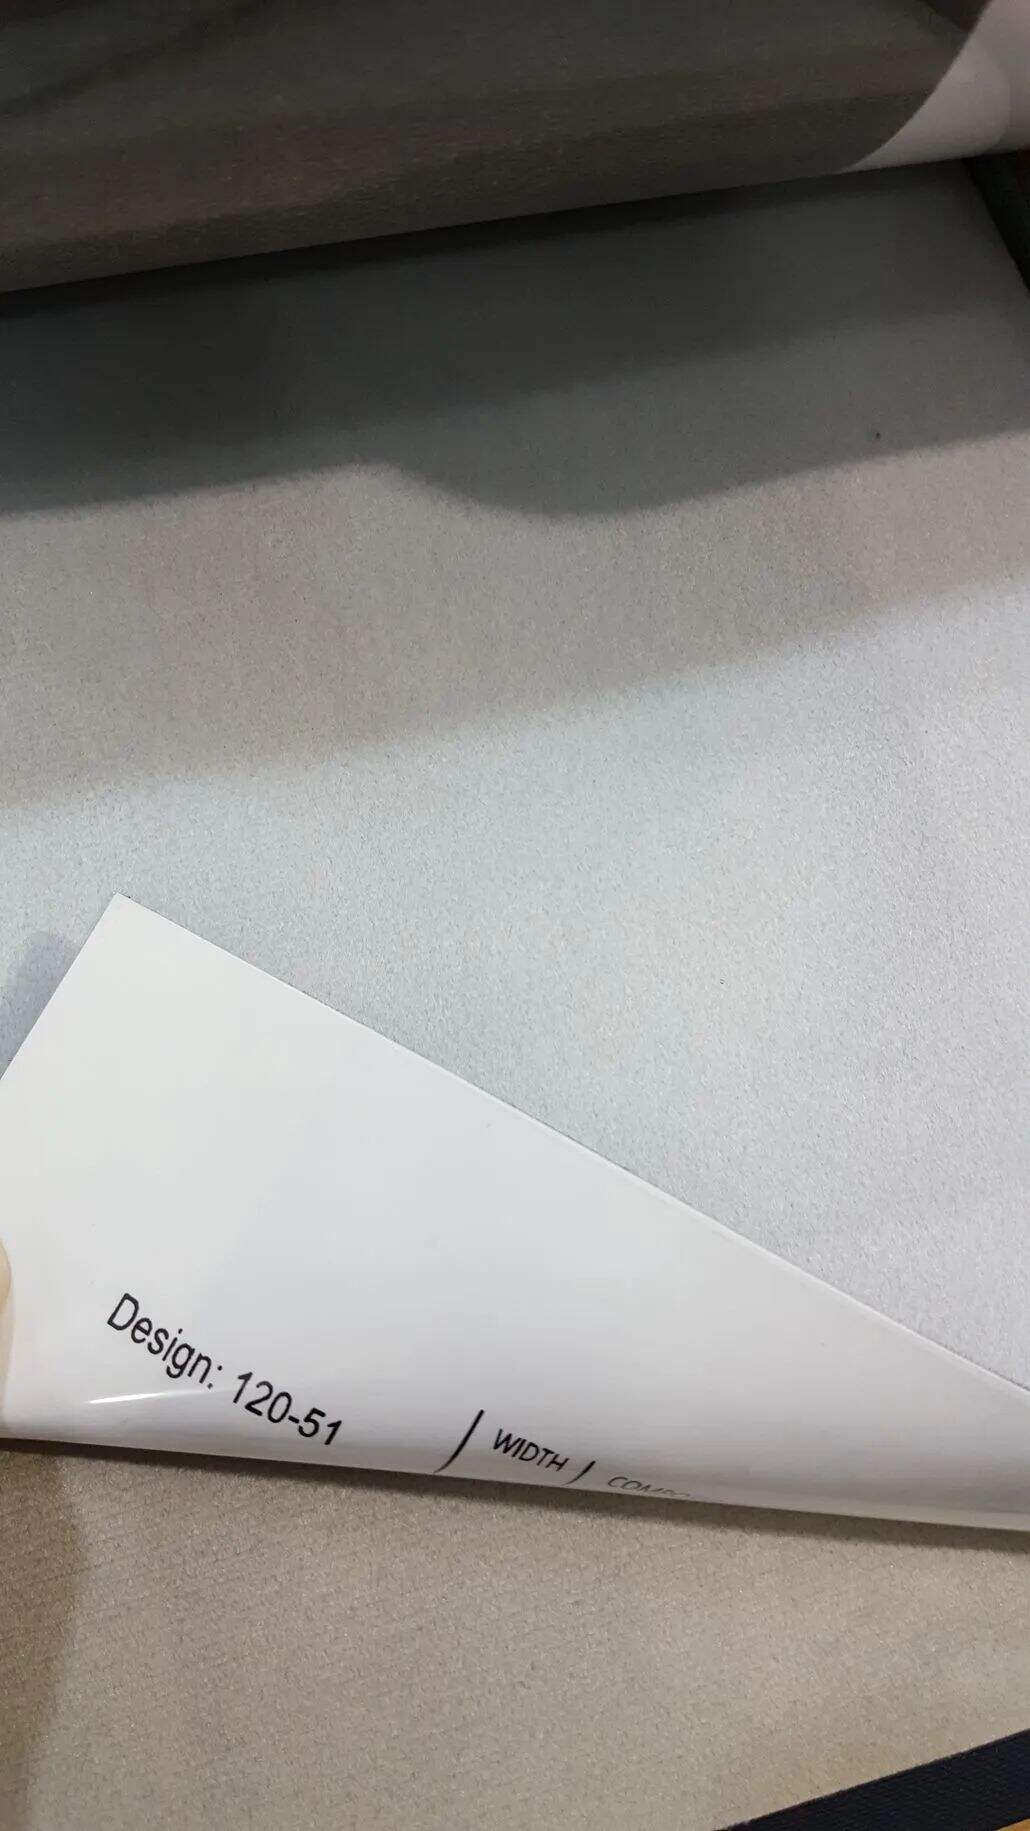 Design: 120-51
/ WIDTH /